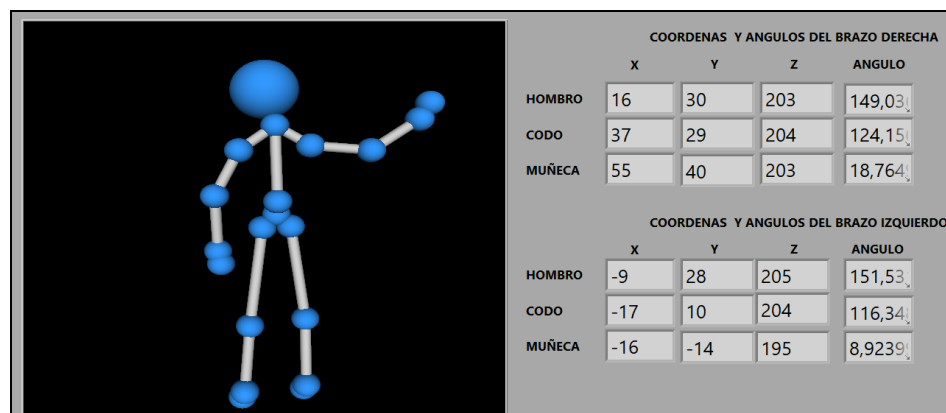 COORDENAS Y ANGULOS DEL BRAZO DERECHA
X Y Z ANGULO
HOMBRO 16 30 203 149,03
CODO 37 29 204 124,15
MUÑECA 55 40 203 18,764
COORDENAS Y ANGULOS DEL BRAZO IZQUIERDO
X Y Z ANGULO
HOMBRO -9 28 205 151,53
CODO -17 10 204 116,34
MUÑECA -16 -14 195 8,9239